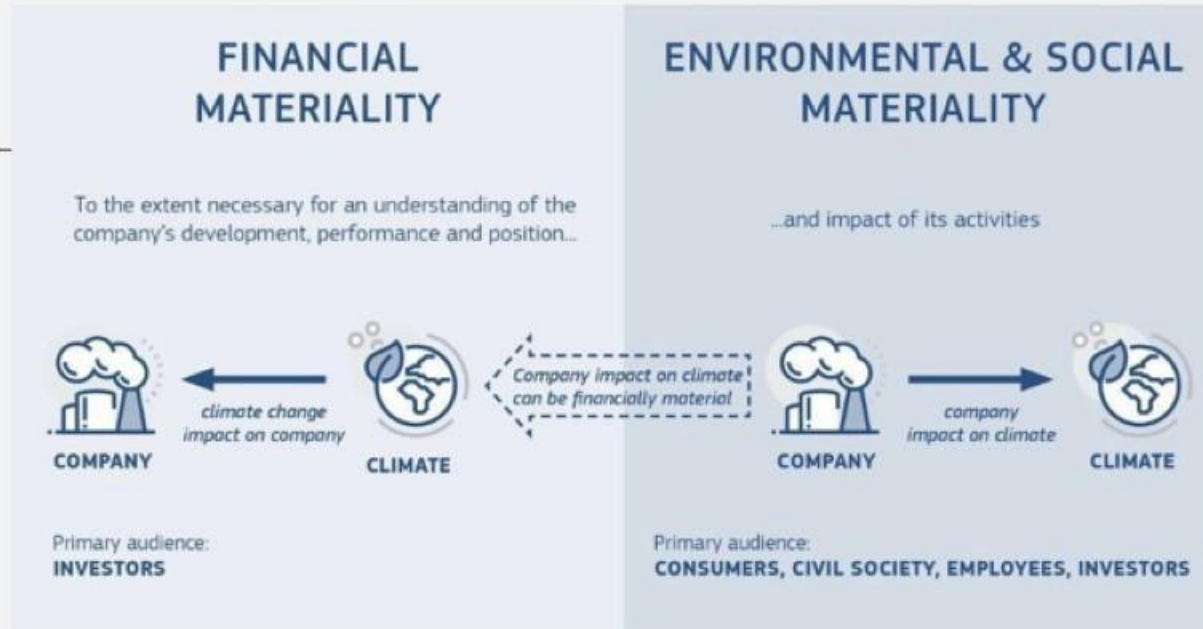 FINANCIAL
MATERIALITY
To the extent necessary for an understanding of the
company's development, performance and position...
climate change
impact on company
COMPANY
CLIMATE
Primary audience:
INVESTORS
Company impact on climate
can be financially material
ENVIRONMENTAL & SOCIAL
MATERIALITY
...and impact of its activities
company
impact on climate
COMPANY
CLIMATE
Primary audience:
CONSUMERS, CIVIL SOCIETY, EMPLOYEES, INVESTORS